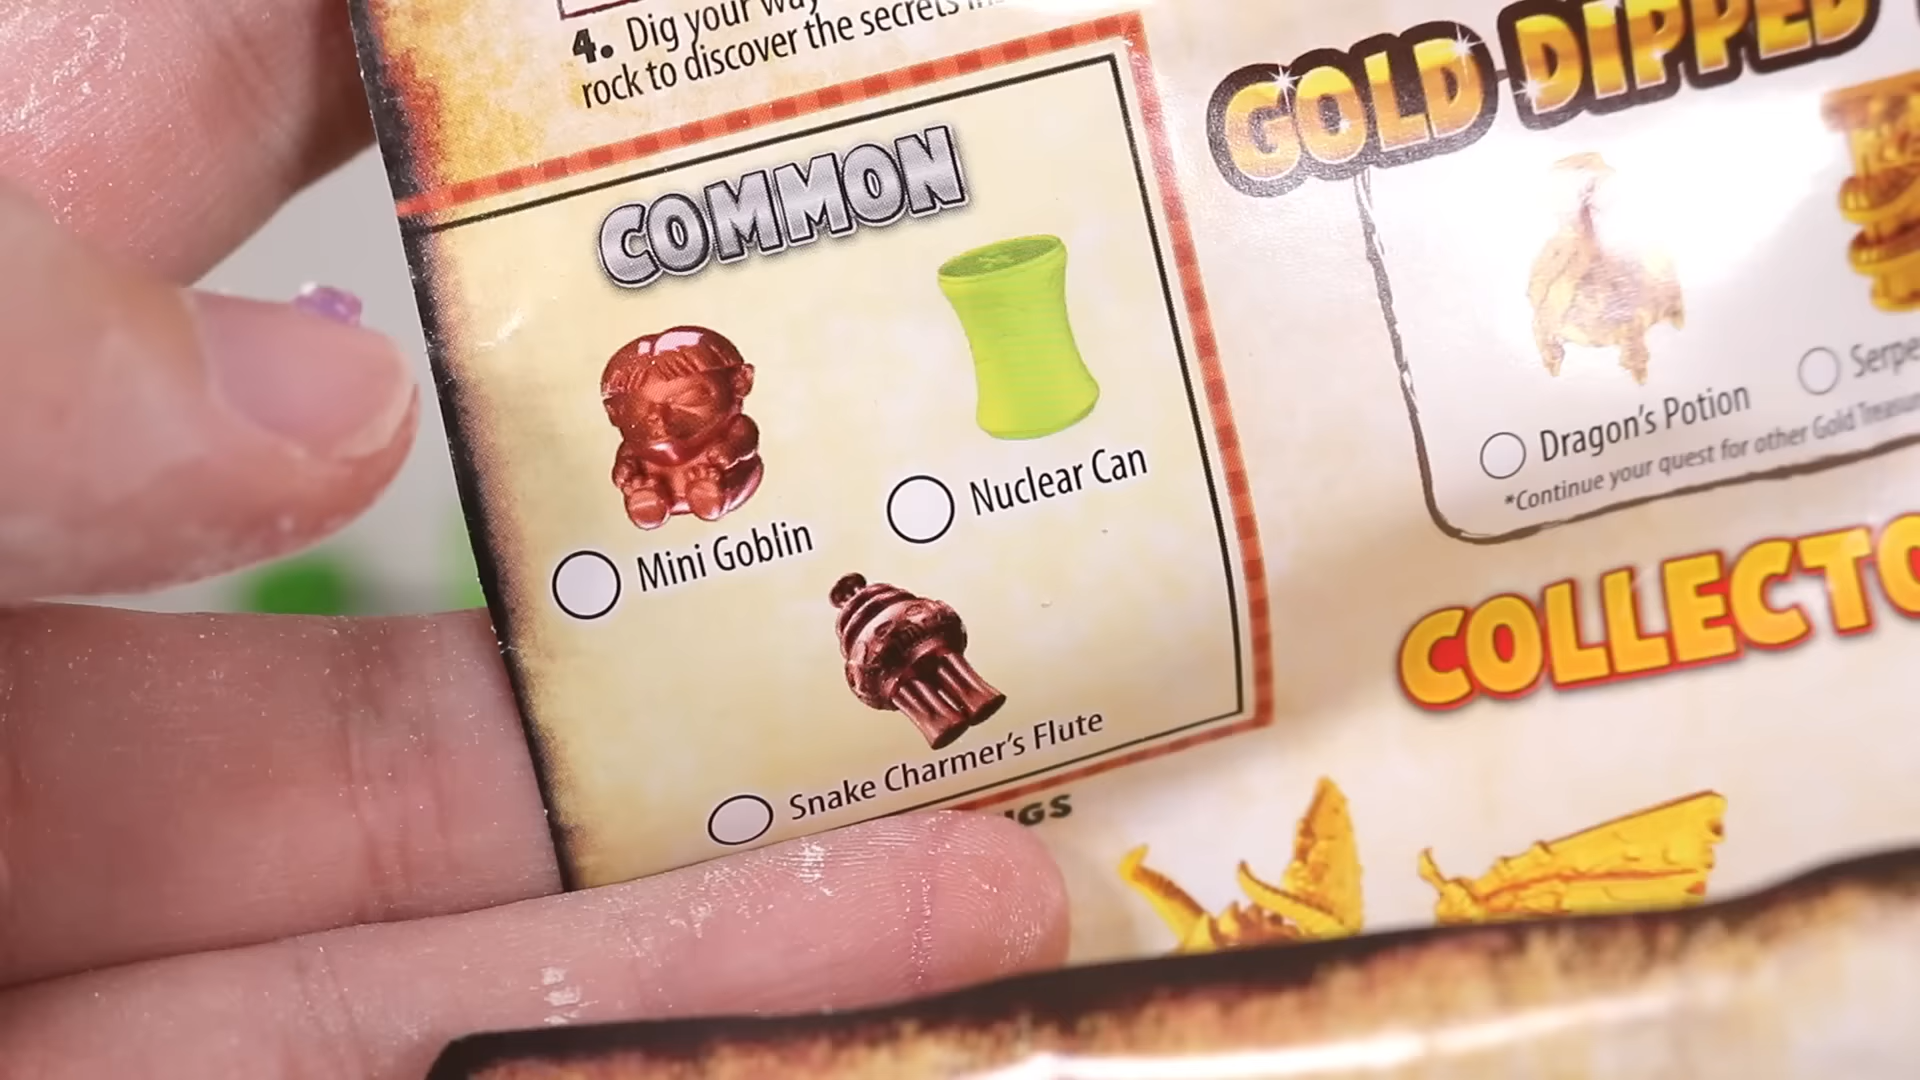 4. Dig your way
rock to discover the secrets
COMMON
Mini Goblin
Nuclear Can
Snake Charmer's Flute
GOLD DIPPED
Dragon's Potion
*Continue your quest for other Gold